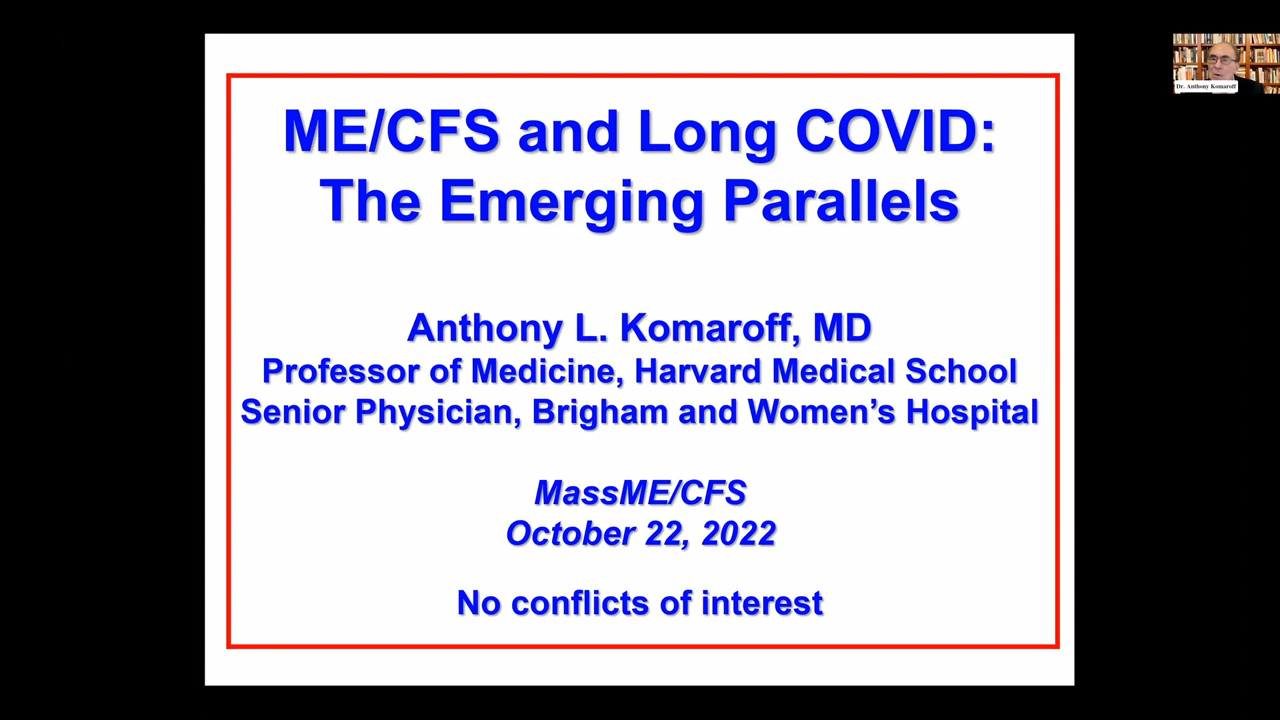 ME/CFS and Long COVID:
The Emerging Parallels
Anthony L. Komaroff, MD
Professor of Medicine, Harvard Medical School
Senior Physician, Brigham and Women’s Hospital
MassME/CFS
October 22, 2022
No conflicts of interest
Dr. Anthony Komaroff